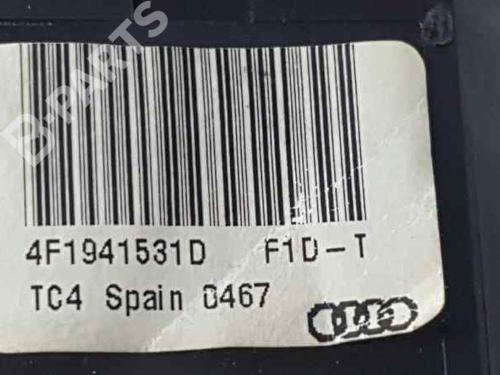 B-PARTS
4F1941531D F1D-T
TC4 Spain 0467